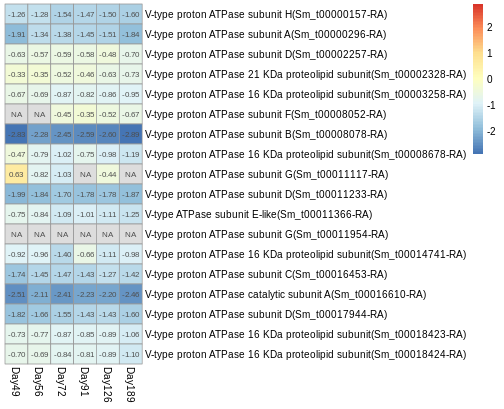 -1.26 -1.28 -1.54 -1.47 -1.50 -1.60 V-type proton ATPase subunit H(Sm_t00000157-RA)
-1.91 -1.34 -1.38 -1.45 -1.51 -1.84 V-type proton ATPase subunit A(Sm_t00000296-RA)
-0.63 -0.57 -0.59 -0.58 -0.48 -0.70 V-type proton ATPase subunit D(Sm_t00002257-RA)
-0.33 -0.35 -0.52 -0.46 -0.63 -0.73 V-type proton ATPase 21 KDa proteolipid subunit(Sm_t00002328-RA)
-0.67 -0.69 -0.87 -0.82 -0.86 -0.95 V-type proton ATPase 16 KDa proteolipid subunit(Sm_t00003258-RA)
NA NA -0.45 -0.35 -0.52 -0.67 V-type proton ATPase subunit F(Sm_t00008052-RA)
-2.83 -2.28 -2.45 -2.59 -2.60 -2.89 V-type proton ATPase subunit B(Sm_t00008078-RA)
-0.47 -0.79 -1.02 -0.75 -0.98 -1.19 V-type proton ATPase 16 KDa proteolipid subunit(Sm_t00008678-RA)
0.63 -0.82 -1.03 NA -0.44 NA V-type proton ATPase subunit G(Sm_t00011117-RA)
-1.99 -1.84 -1.70 -1.78 -1.78 -1.87 V-type proton ATPase subunit D(Sm_t00011233-RA)
-0.75 -0.84 -1.09 -1.01 -1.11 -1.25 V-type ATPase subunit E-like(Sm_t00011366-RA)
NA NA NA NA NA NA V-type proton ATPase subunit G(Sm_t00011954-RA)
-0.92 -0.96 -1.40 -0.66 -1.11 -0.98 V-type proton ATPase 16 KDa proteolipid subunit(Sm_t00014741-RA)
-1.74 -1.45 -1.47 -1.43 -1.27 -1.42 V-type proton ATPase subunit C(Sm_t00016453-RA)
-2.51 -2.11 -2.41 -2.23 -2.20 -2.46 V-type proton ATPase catalytic subunit A(Sm_t00016610-RA)
-1.82 -1.66 -1.55 -1.43 -1.43 -1.60 V-type proton ATPase subunit D(Sm_t00017944-RA)
-0.73 -0.77 -0.87 -0.85 -0.89 -1.06 V-type proton ATPase 16 KDa proteolipid subunit(Sm_t00018423-RA)
-0.70 -0.69 -0.84 -0.81 -0.89 -1.10 V-type proton ATPase 16 KDa proteolipid subunit(Sm_t00018424-RA)
Day49 Day56 Day72 Day91 Day126 Day189
2
1
0
-1
-2